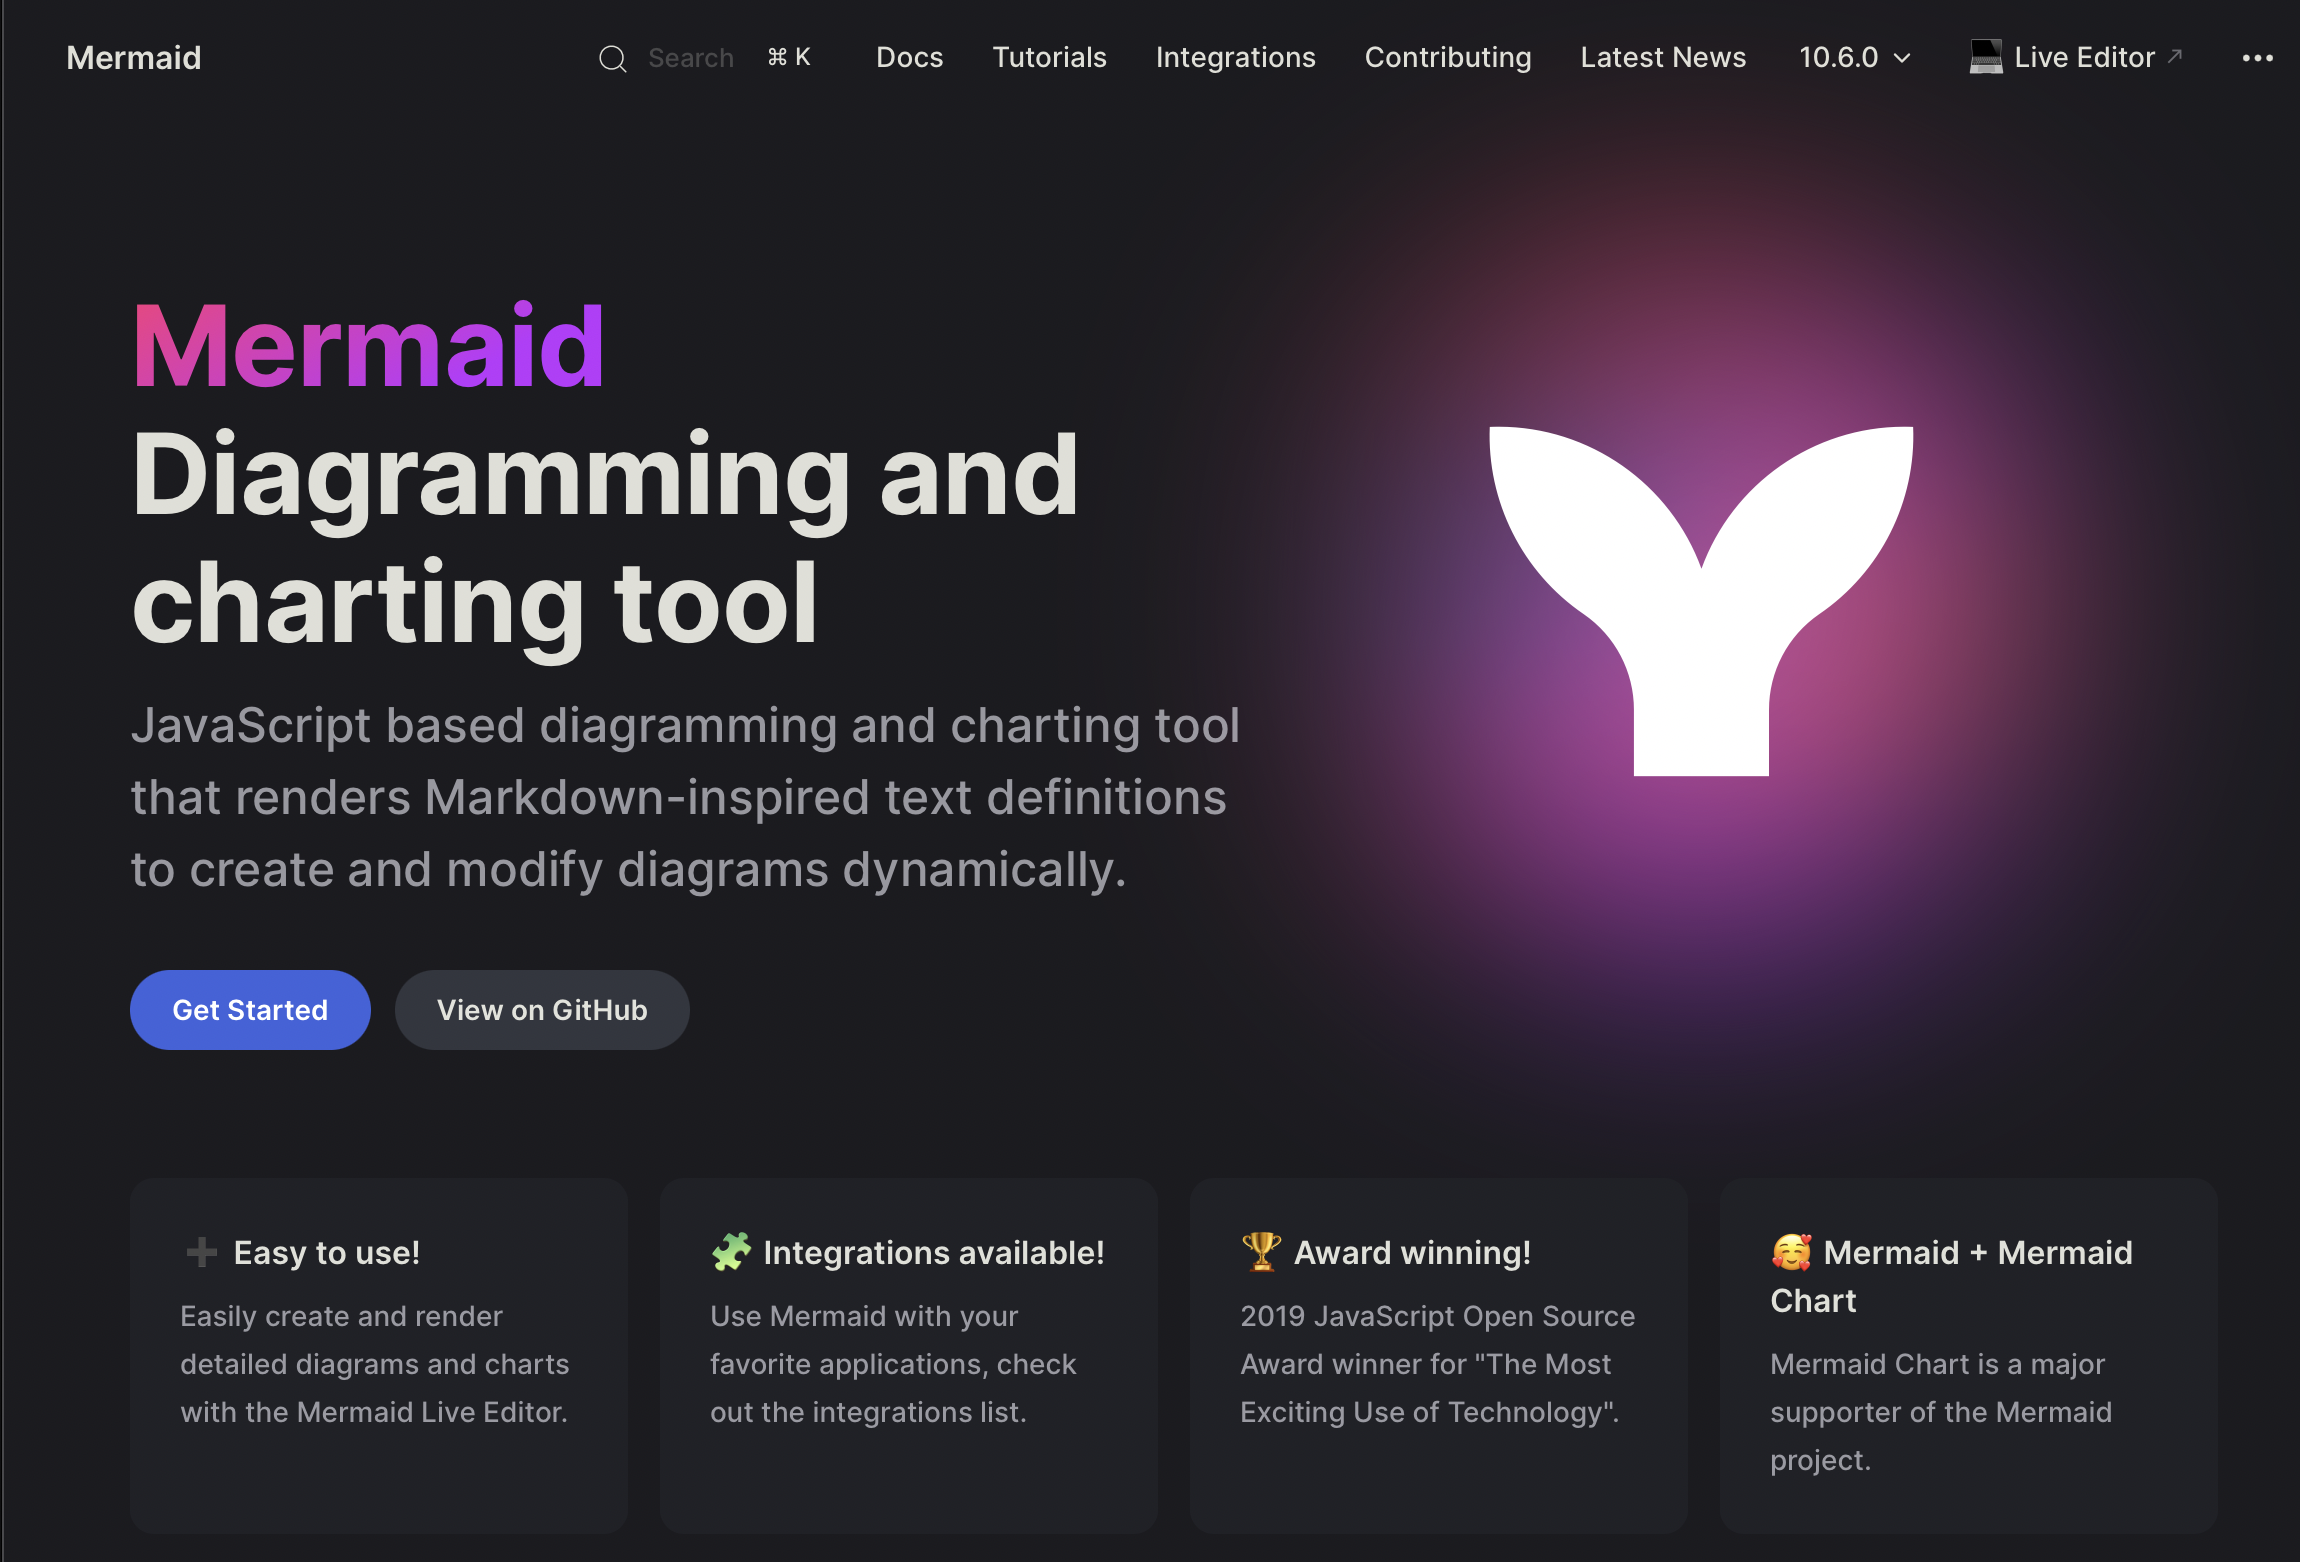 Mermaid
Search ⌘ K
Docs
Tutorials
Integrations
Contributing
Latest News
10.6.0
Live Editor
Mermaid
Diagramming and
charting tool
JavaScript based diagramming and charting tool
that renders Markdown-inspired text definitions
to create and modify diagrams dynamically.
Get Started
View on GitHub
➕ Easy to use!
Easily create and render
detailed diagrams and charts
with the Mermaid Live Editor.
🧩 Integrations available!
Use Mermaid with your
favorite applications, check
out the integrations list.
🏆 Award winning!
2019 JavaScript Open Source
Award winner for "The Most
Exciting Use of Technology".
🥰 Mermaid + Mermaid
Chart
Mermaid Chart is a major
supporter of the Mermaid
project.